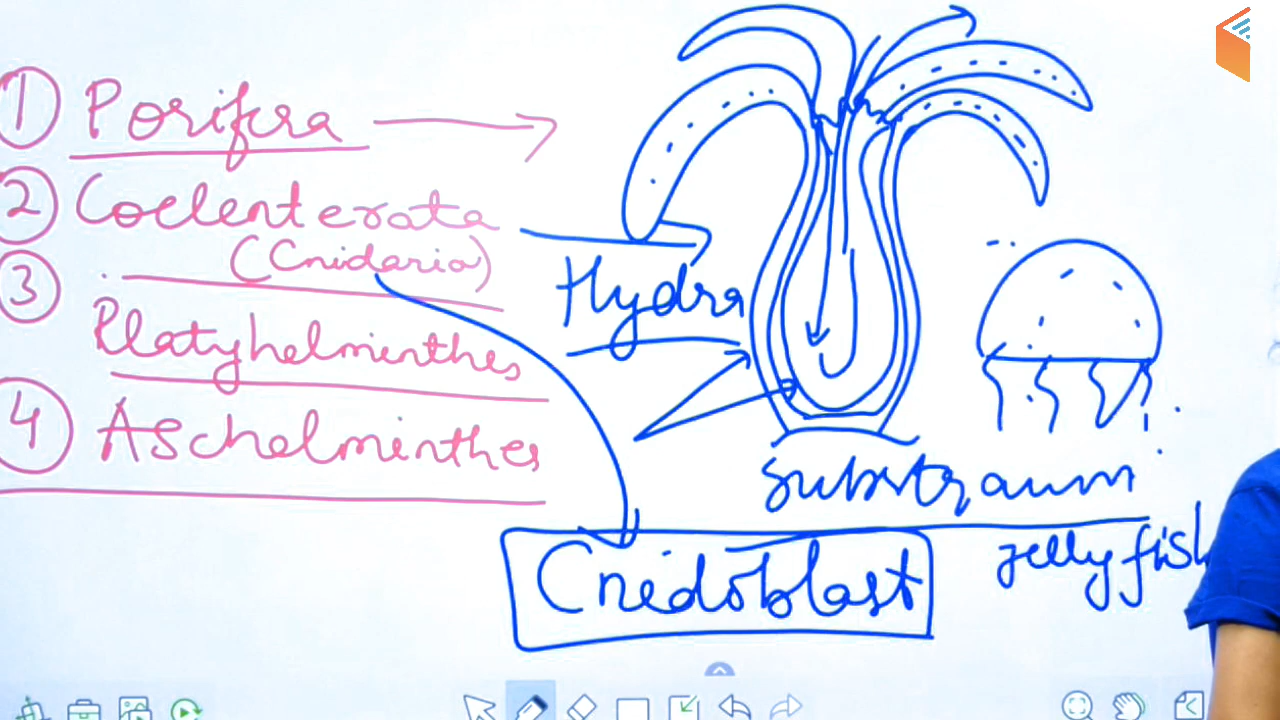 1 Porifera
2 Coelenterata
(Cnidaria)
3 Platyhelminthes
4 Aschelminthes
Hydra
Substraum
Jellyfish
Cnidoblast